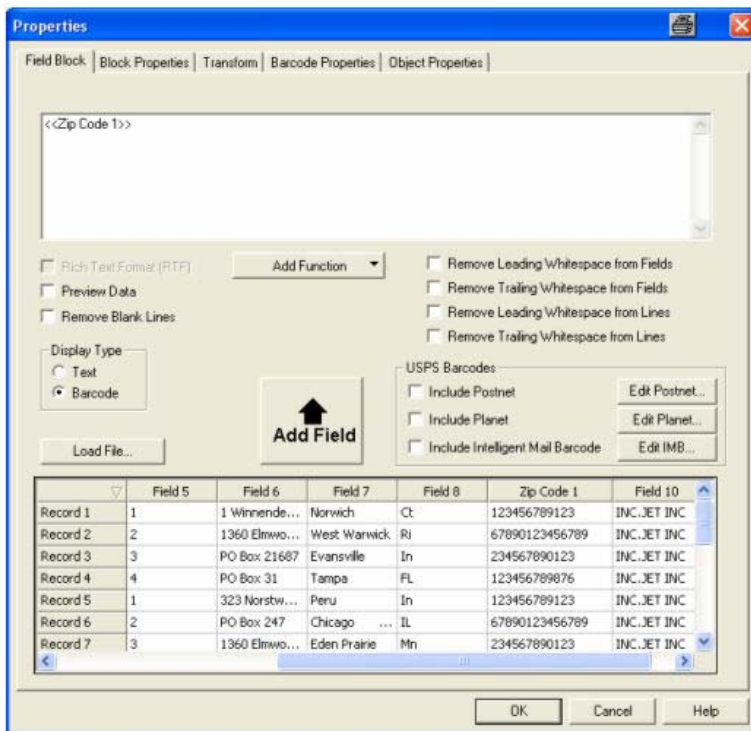 Properties
Field Block Block Properties Transform Barcode Properties Object Properties
<<Zip Code 1>>
Rich Text Format (RTF) Add Function Remove Leading Whitespace from Fields
Preview Data Remove Trailing Whitespace from Fields
Remove Blank Lines Remove Leading Whitespace from Lines
Remove Trailing Whitespace from Lines
Display Type
Text
Barcode
USPS Barcodes
Include Postnet Edit Postnet...
Include Planet Edit Planet...
Include Intelligent Mail Barcode Edit IMB...
Add Field
Load File...
Field 5 Field 6 Field 7 Field 8 Zip Code 1 Field 10
Record 1 1 1 Winnende... Norwich Ct 123456789123 INC.JET INC
Record 2 2 1360 Elmwo... West Warwick Ri 67890123456789 INC.JET INC
Record 3 3 PO Box 21687 Evansville In 234567890123 INC.JET INC
Record 4 4 PO Box 31 Tampa FL 123456789876 INC.JET INC
Record 5 1 323 Norstw... Peru In 123456789123 INC.JET INC
Record 6 2 PO Box 247 Chicago ... IL 67890123456789 INC.JET INC
Record 7 3 1360 Elmwo... Eden Prairie Mn 234567890123 INC.JET INC
OK Cancel Help